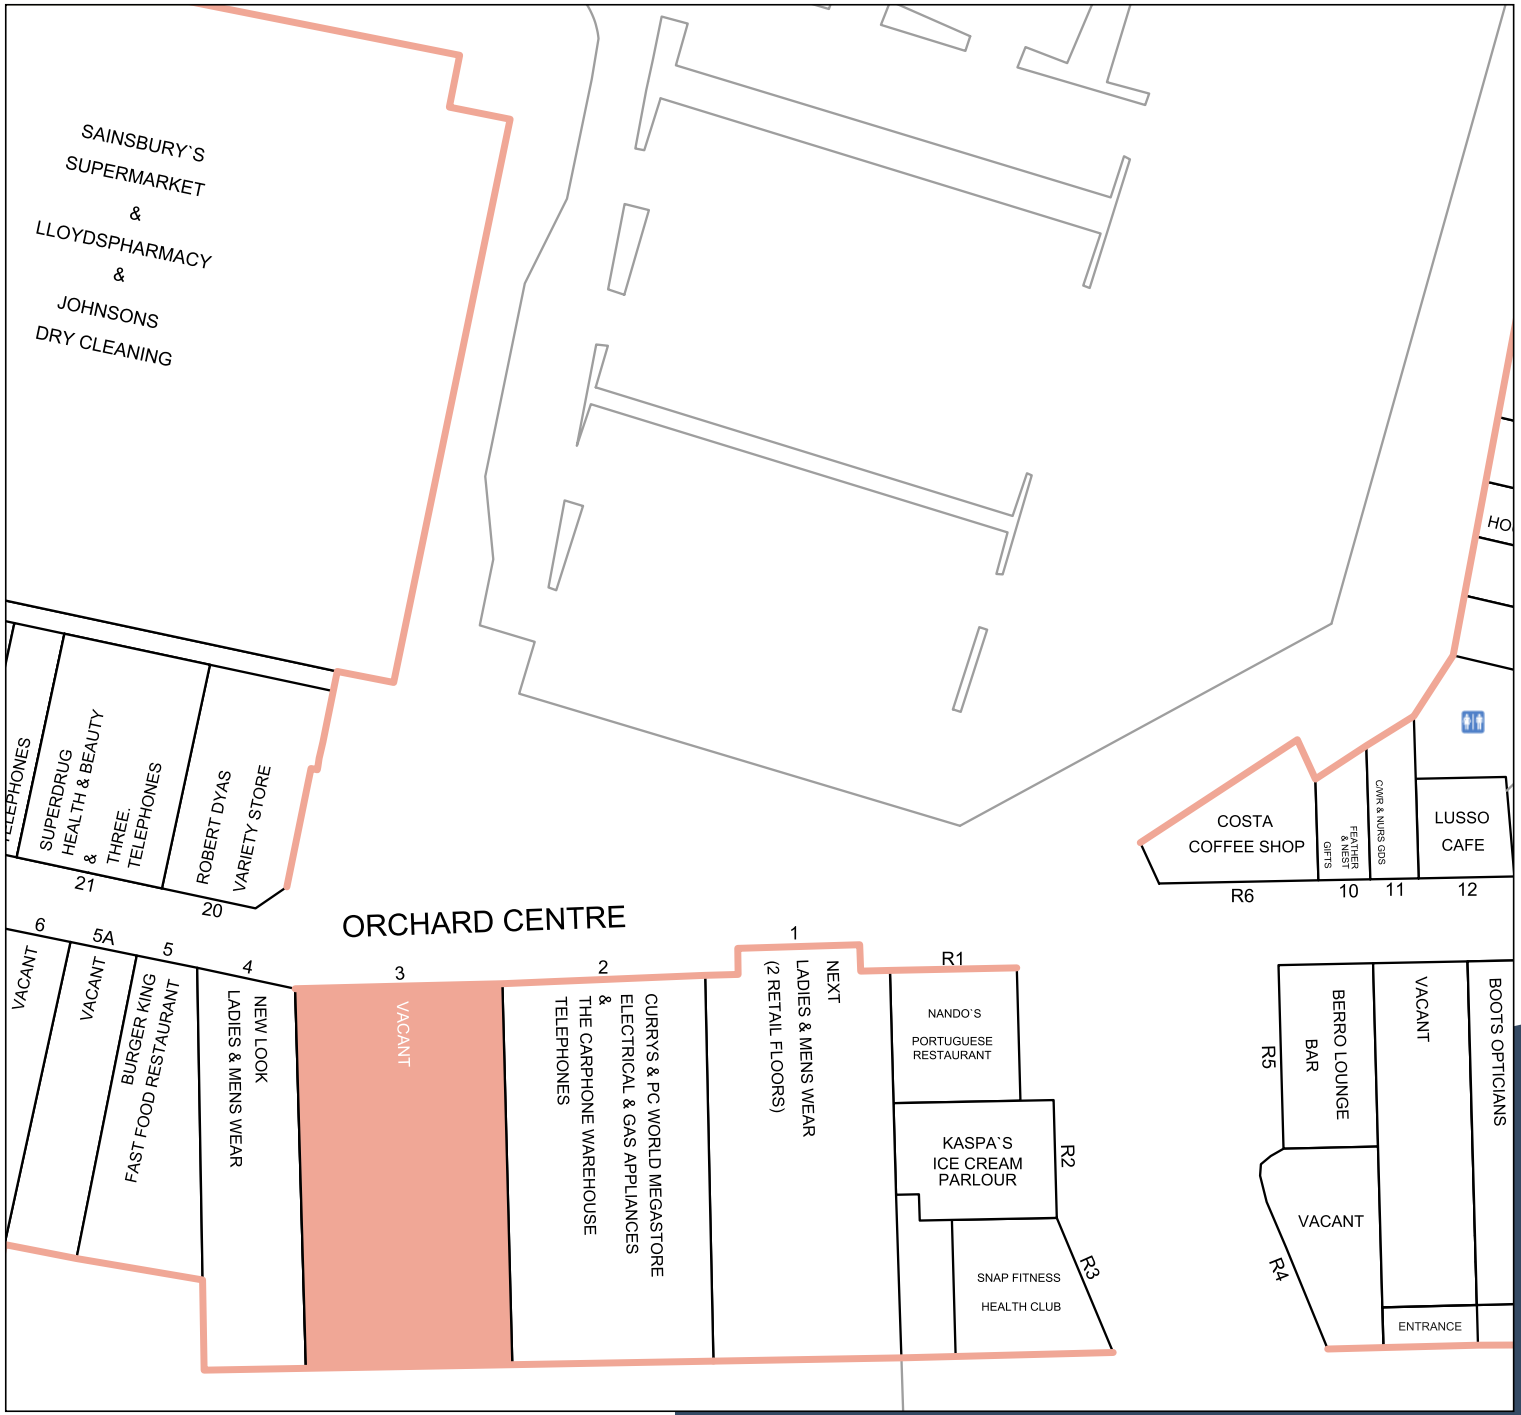 SAINSBURY`S
SUPERMARKET
&
LLOYDSPHARMACY
&
JOHNSONS
DRY CLEANING
SUPERDRUG
HEALTH & BEAUTY
&
THREE.
TELEPHONES
21
ROBERT DYAS
VARIETY STORE
20
ORCHARD CENTRE
6
VACANT
5A
VACANT
5
BURGER KING
FAST FOOD RESTAURANT
4
NEW LOOK
LADIES & MENS WEAR
3
VACANT
2
CURRYS & PC WORLD MEGASTORE
ELECTRICAL & GAS APPLIANCES
&
THE CARPHONE WAREHOUSE
TELEPHONES
1
NEXT
LADIES & MENS WEAR
(2 RETAIL FLOORS)
R1
NANDO`S
PORTUGUESE
RESTAURANT
KASPA`S
ICE CREAM
PARLOUR
R2
SNAP FITNESS
HEALTH CLUB
R3
COSTA
COFFEE SHOP
R6
FEATHER
& NEST
GIFTS
10
C/WR & NURS GDS
11
LUSSO
CAFE
12
R5
BERRO LOUNGE
BAR
VACANT
BOOTS OPTICIANS
VACANT
R4
ENTRANCE